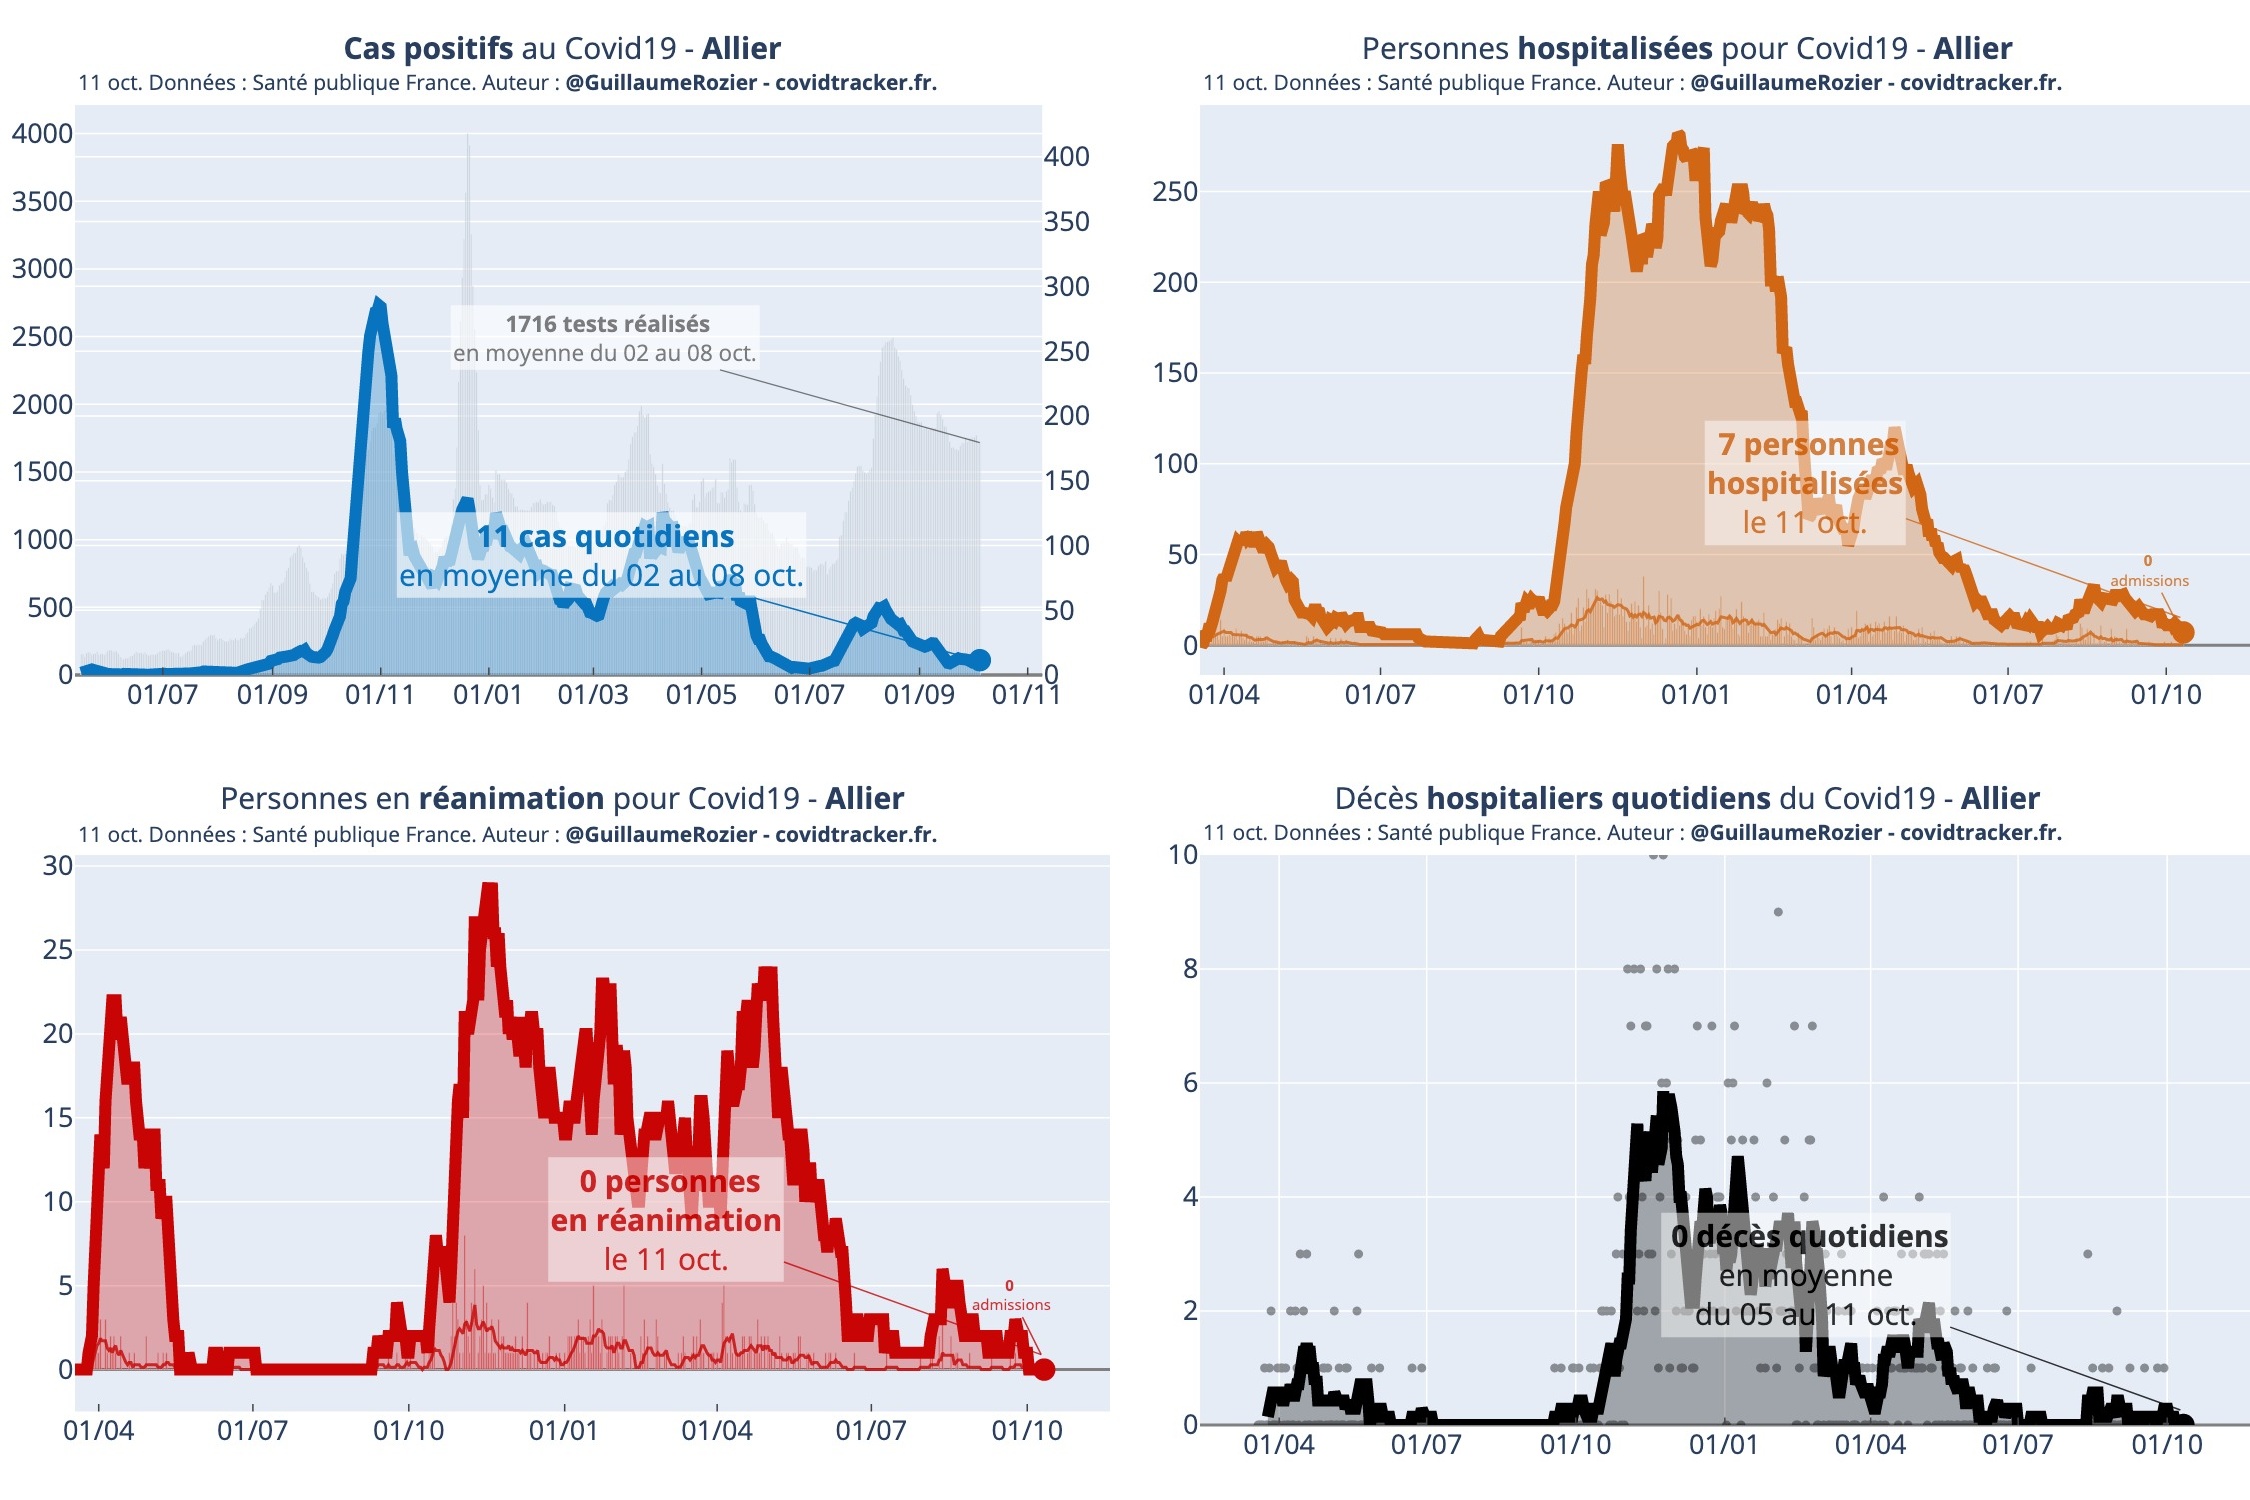 Cas positifs au Covid19 - Allier
11 oct. Données : Santé publique France. Auteur : @GuillaumeRozier - covidtracker.fr.
4000
3500
3000
2500
2000
1500
1000
500
0
400
350
300
250
200
150
100
50
0
1716 tests réalisés
en moyenne du 02 au 08 oct.
11 cas quotidiens
en moyenne du 02 au 08 oct.
01/07 01/09 01/11 01/01 01/03 01/05 01/07 01/09 01/11
Personnes hospitalisées pour Covid19 - Allier
11 oct. Données : Santé publique France. Auteur : @GuillaumeRozier - covidtracker.fr.
250
200
150
100
50
0
7 personnes
hospitalisées
le 11 oct.
0
admissions
01/04 01/07 01/10 01/01 01/04 01/07 01/10
Personnes en réanimation pour Covid19 - Allier
11 oct. Données : Santé publique France. Auteur : @GuillaumeRozier - covidtracker.fr.
30
25
20
15
10
5
0
0 personnes
en réanimation
le 11 oct.
0
admissions
01/04 01/07 01/10 01/01 01/04 01/07 01/10
Décès hospitaliers quotidiens du Covid19 - Allier
11 oct. Données : Santé publique France. Auteur : @GuillaumeRozier - covidtracker.fr.
10
8
6
4
2
0
0 décès quotidiens
en moyenne
du 05 au 11 oct.
01/04 01/07 01/10 01/01 01/04 01/07 01/10